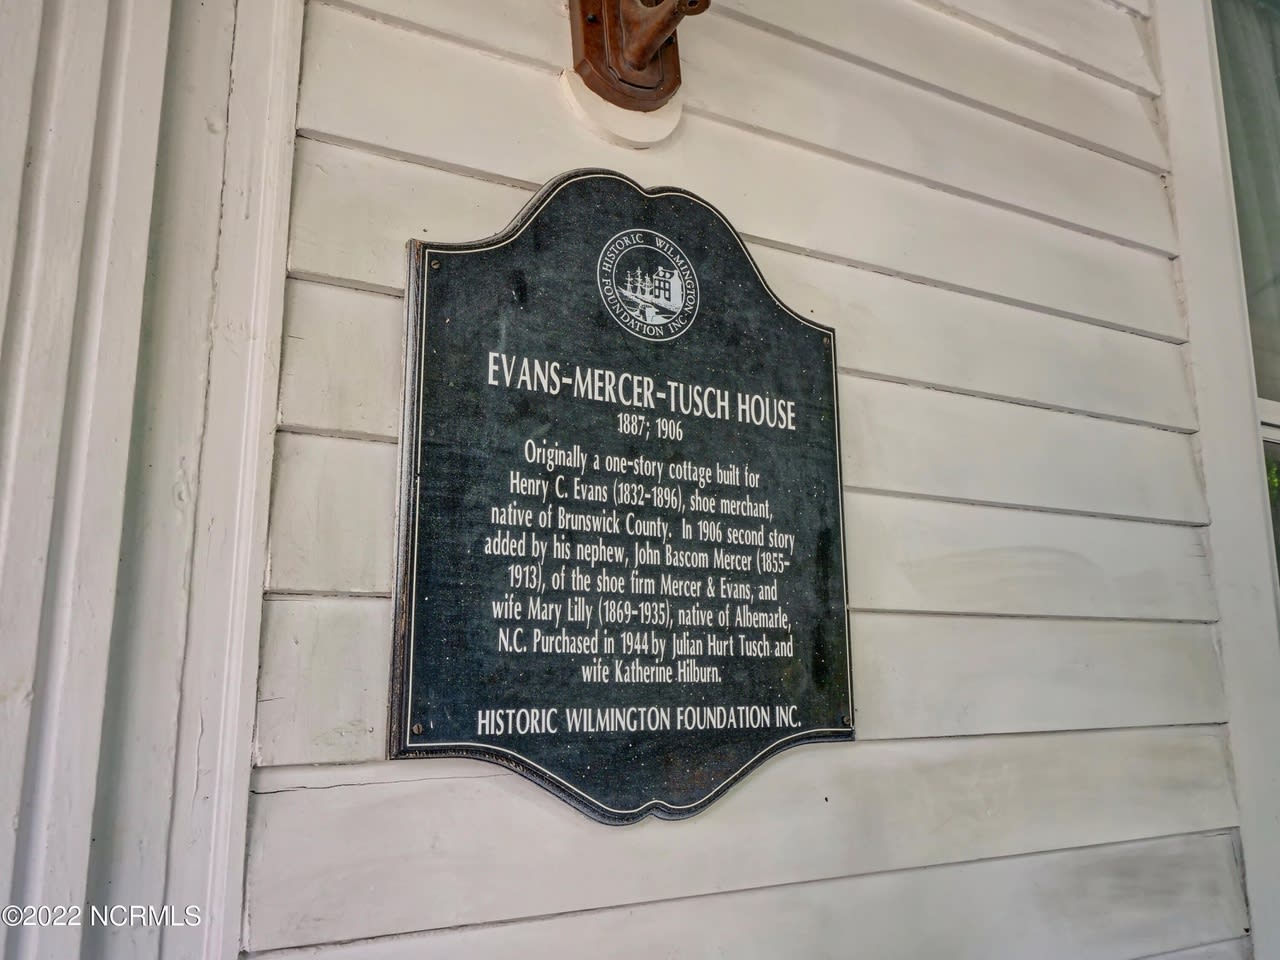 HISTORIC WILMINGTON
FOUNDATION INC.
EVANS-MERCER-TUSCH HOUSE
1887; 1906
Originally a one-story cottage built for
Henry C. Evans (1832-1896), shoe merchant,
native of Brunswick County. In 1906 second story
added by his nephew, John Bascom Mercer (1855-
1913), of the shoe firm Mercer & Evans, and
wife Mary Lilly (1869-1935), native of Albemarle,
N.C. Purchased in 1944 by Julian Hurt Tusch and
wife Katherine Hilburn.
HISTORIC WILMINGTON FOUNDATION INC.
©2022 NCRMLS